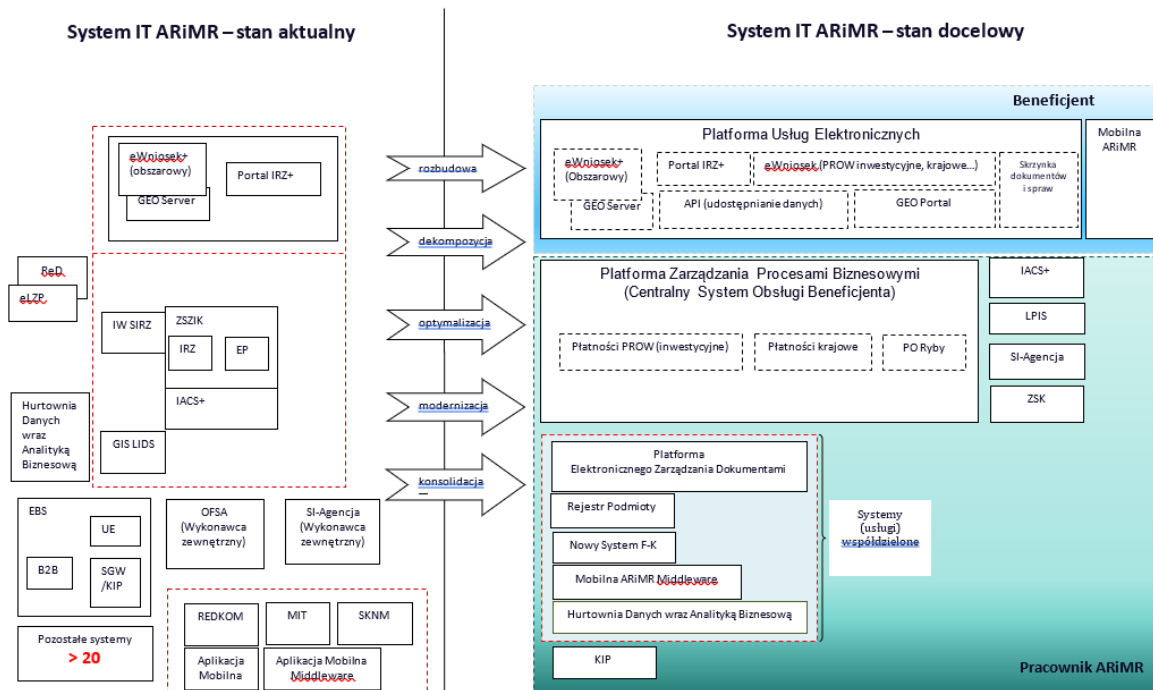 System IT ARiMR – stan aktualny
eWniosek+
(obszarowy)
Portal IRZ+
GEO Server
ReD
eLZP
IW SIRZ
ZSZIK
IRZ
EP
IACS+
GIS LIDS
Hurtownia
Danych
wraz
Analityką
Biznesową
EBS
UE
B2B
SGW
/KIP
OFSA
(Wykonawca
zewnętrzny)
SI-Agencja
(Wykonawca
zewnętrzny)
Pozostałe systemy
> 20
REDKOM
MIT
SKNM
Aplikacja
Mobilna
Aplikacja Mobilna
Middleware
rozbudowa
dekompozycja
optymalizacja
modernizacja
konsolidacja
System IT ARiMR – stan docelowy
Beneficjent
Platforma Usług Elektronicznych
Mobilna
ARiMR
eWniosek+
(Obszarowy)
GEO Server
Portal IRZ+
eWniosek (PROW inwestycyjne, krajowe...)
API (udostępnianie danych)
GEO Portal
Skrzynka
dokumentów
i spraw
Platforma Zarządzania Procesami Biznesowymi
(Centralny System Obsługi Beneficjenta)
Płatności PROW (inwestycyjne)
Płatności krajowe
PO Ryby
IACS+
LPIS
SI-Agencja
ZSK
Platforma
Elektronicznego Zarządzania Dokumentami
Rejestr Podmioty
Nowy System F-K
Mobilna ARiMR Middleware
Hurtownia Danych wraz Analityką Biznesową
Systemy
(usługi)
współdzielone
KIP
Pracownik ARiMR